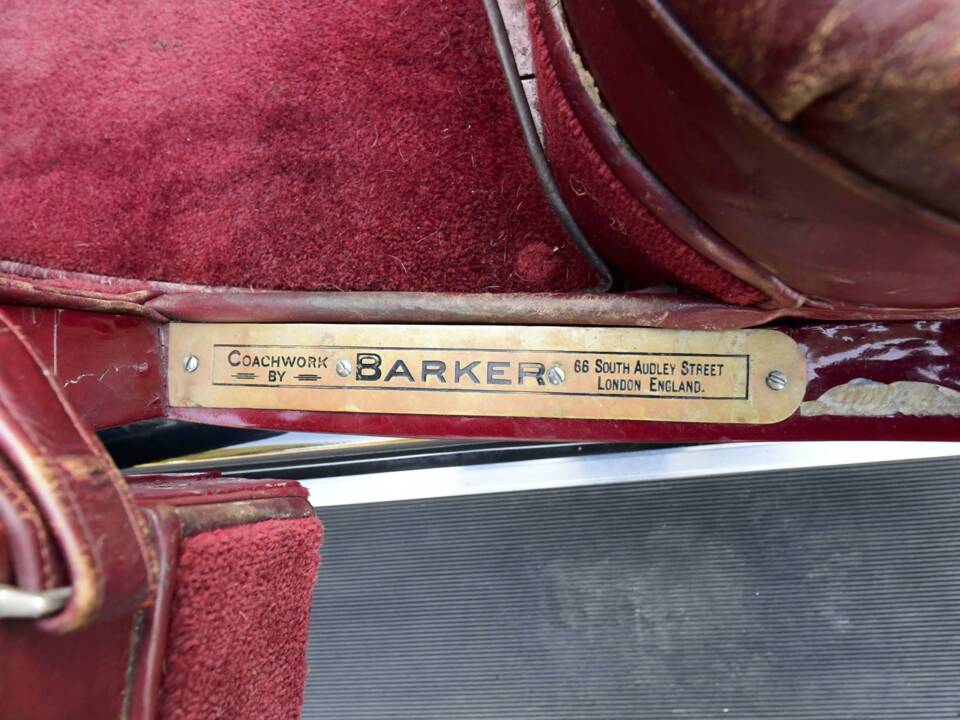 COACHWORK BY
BARKER
66 SOUTH AUDLEY STREET
LONDON ENGLAND.